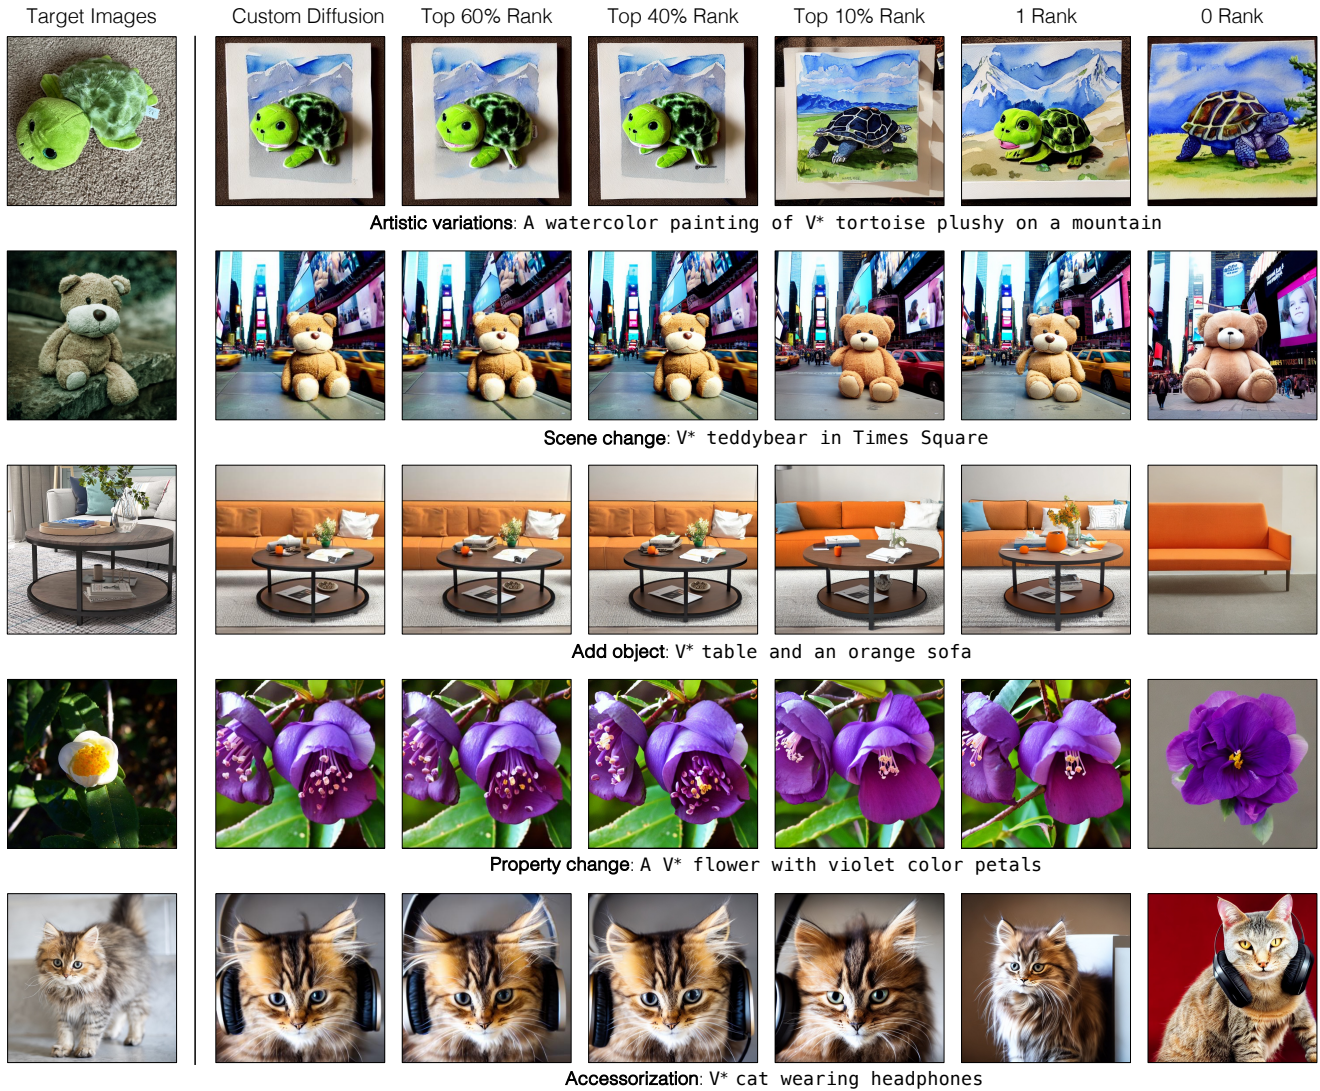 Target Images Custom Diffusion Top 60% Rank Top 40% Rank Top 10% Rank 1 Rank 0 Rank
Artistic variations: A watercolor painting of V* tortoise plushy on a mountain
Scene change: V* teddybear in Times Square
Add object: V* table and an orange sofa
Property change: A V* flower with violet color petals
Accessorization: V* cat wearing headphones